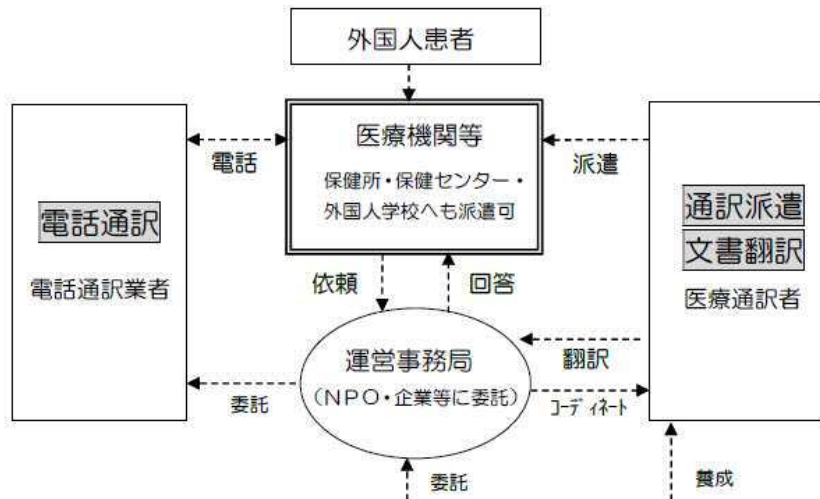 外国人患者
医療機関等
保健所・保健センター・
外国人学校へも派遣可
電話
派遣
電話通訳
電話通訳業者
通訳派遣
文書翻訳
医療通訳者
依頼
回答
運営事務局
(NPO・企業等に委託)
翻訳
委託
コーディネート
委託
養成